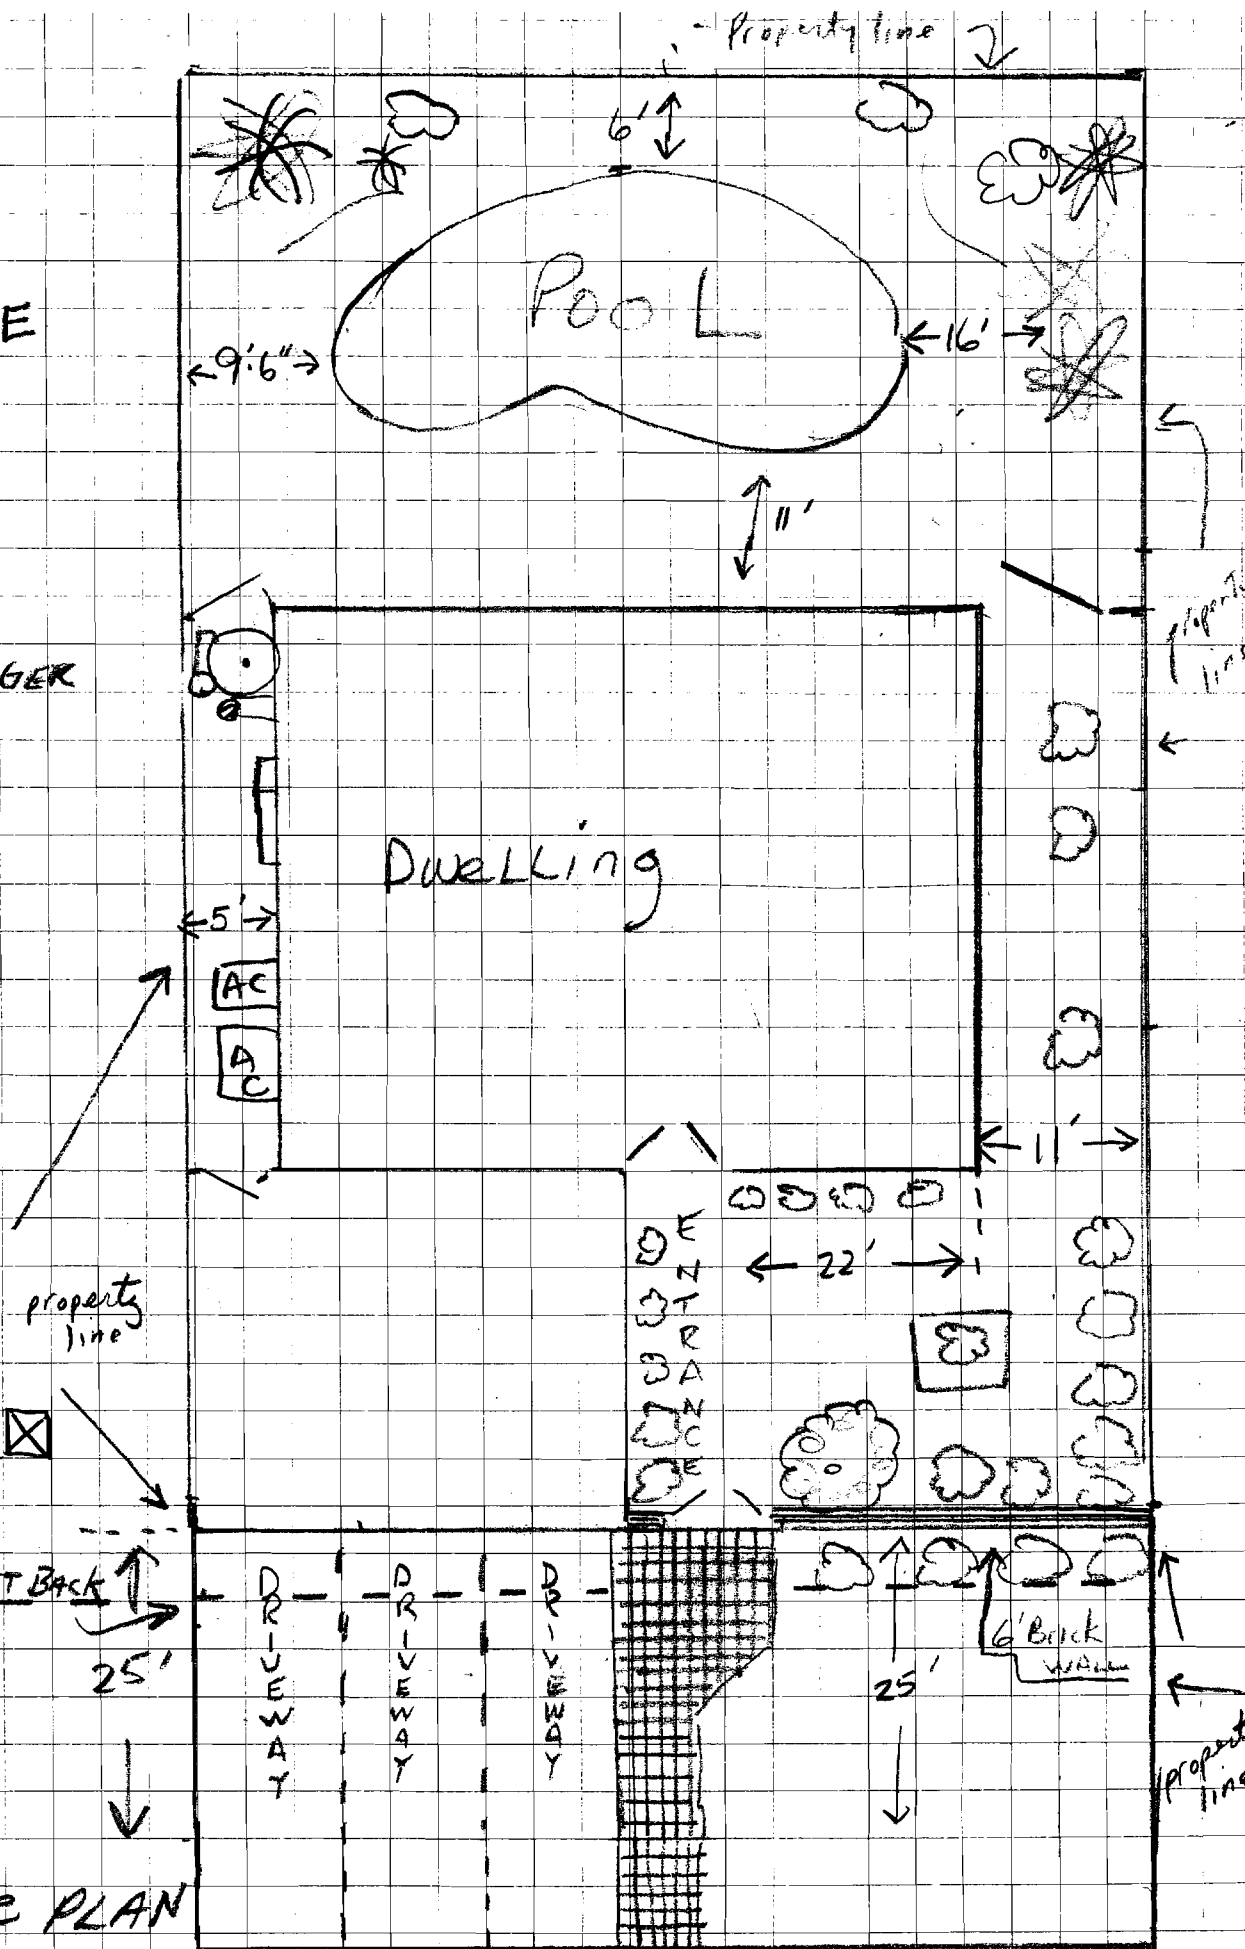 Property line
6'
POOL
E
9'6"
16'
11'
property
line
GER
Dwelling
5'
AC
AC
11'
22'
ENTRANCE
property
line
T BACK
25'
DRIVEWAY
DRIVEWAY
DRIVEWAY
25'
6' Brick
WALL
property
line
PLAN